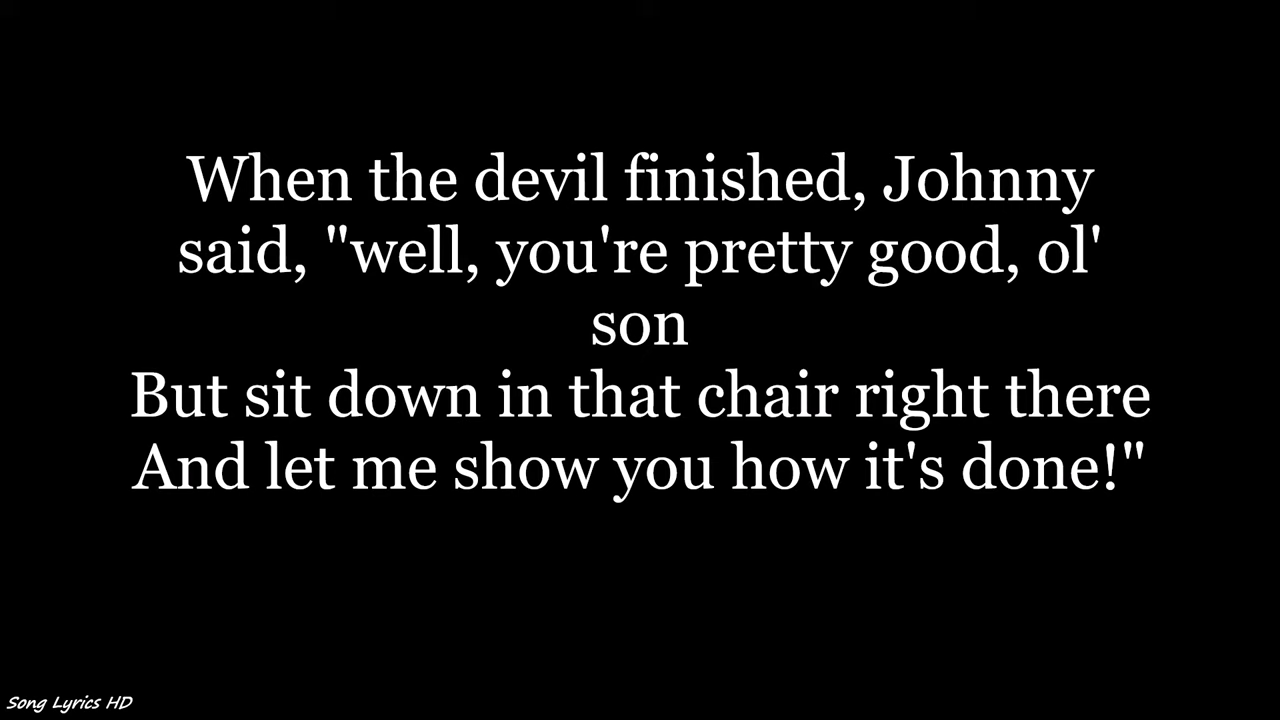 When the devil finished, Johnny
said, "well, you're pretty good, ol'
son
But sit down in that chair right there
And let me show you how it's done!"
Song Lyrics HD